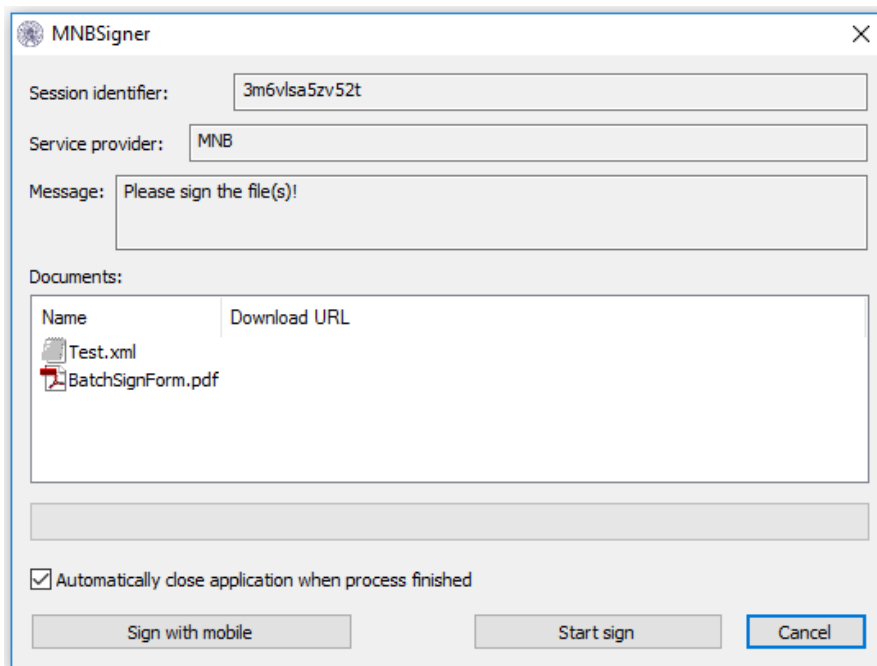 MNBSigner
Session identifier: 3m6vlsa5zv52t
Service provider: MNB
Message: Please sign the file(s)!
Documents:
Name Download URL
Test.xml
BatchSignForm.pdf
Automatically close application when process finished
Sign with mobile Start sign Cancel